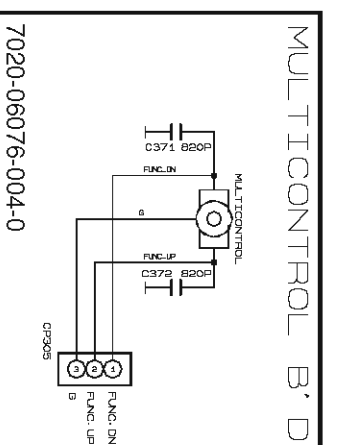 MULTICONTROL B'D
7020-06076-004-0
C371 820P
FUNC_DN
MULTICONTROL
G
FUNC_UP
C372 820P
CP305
3 2 1
FUNC. DN
FUNC. UP
G